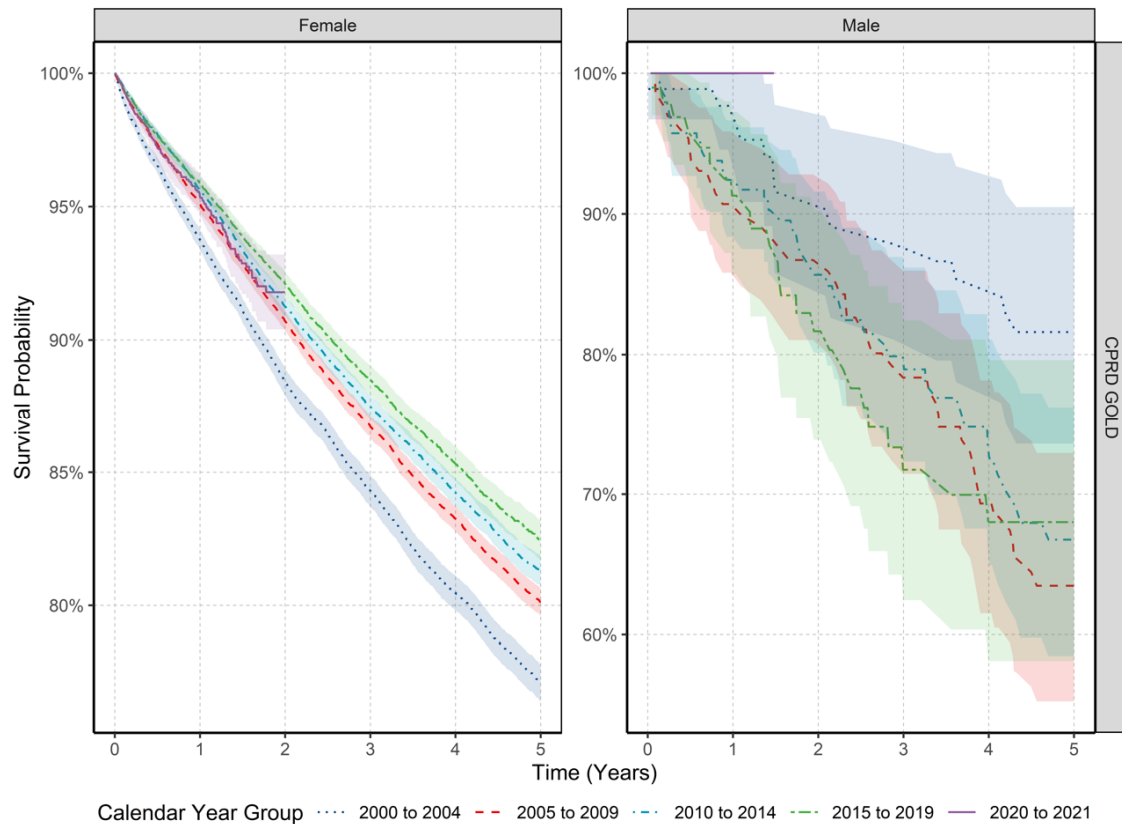 Female
Male
100%
95%
90%
85%
80%
100%
90%
80%
70%
60%
Survival Probability
CPRD GOLD
0 1 2 3 4 5
0 1 2 3 4 5
Time (Years)
Calendar Year Group 2000 to 2004 2005 to 2009 2010 to 2014 2015 to 2019 2020 to 2021